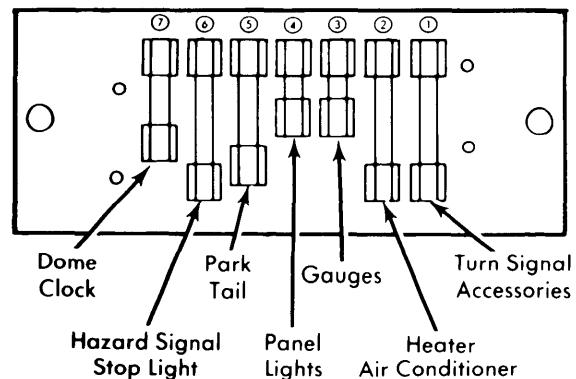 ⑦ ⑥ ⑤ ④ ③ ② ①
Dome
Clock
Park
Tail
Gauges
Turn Signal
Accessories
Hazard Signal
Stop Light
Panel
Lights
Heater
Air Conditioner